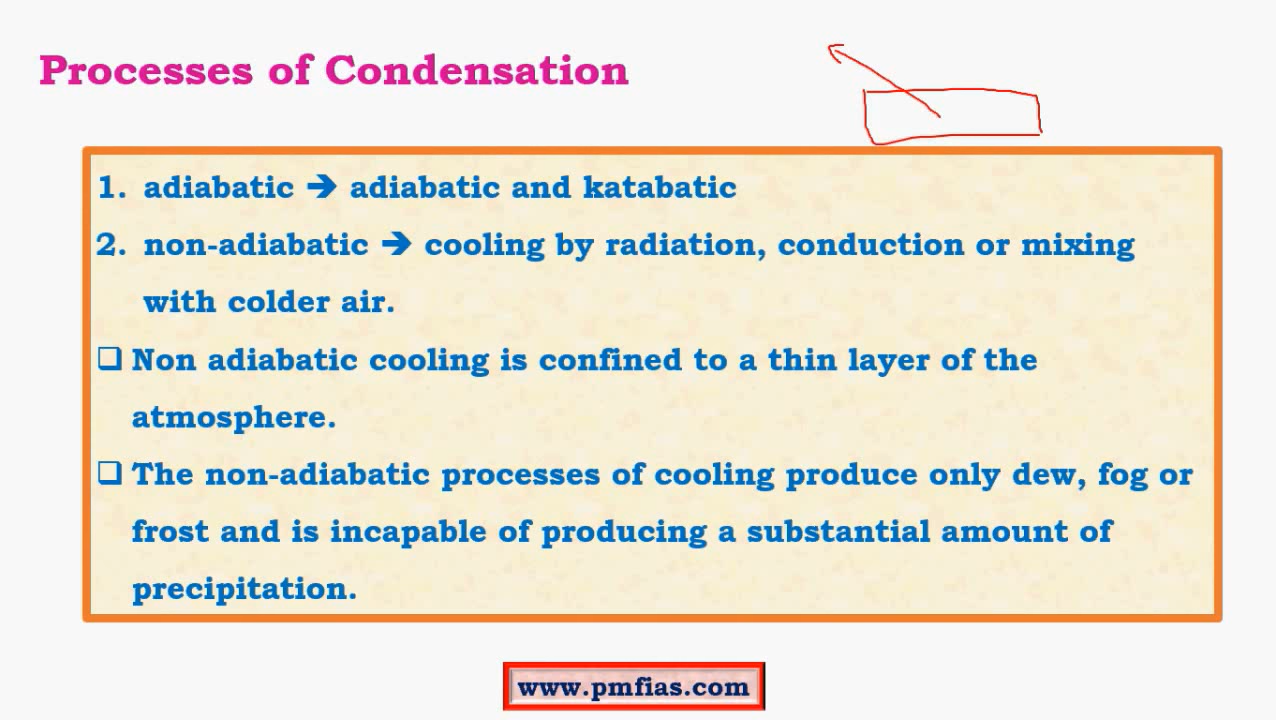 Processes of Condensation
1. adiabatic ➔ adiabatic and katabatic
2. non-adiabatic ➔ cooling by radiation, conduction or mixing
with colder air.
❑ Non adiabatic cooling is confined to a thin layer of the
atmosphere.
❑ The non-adiabatic processes of cooling produce only dew, fog or
frost and is incapable of producing a substantial amount of
precipitation.
www.pmfias.com